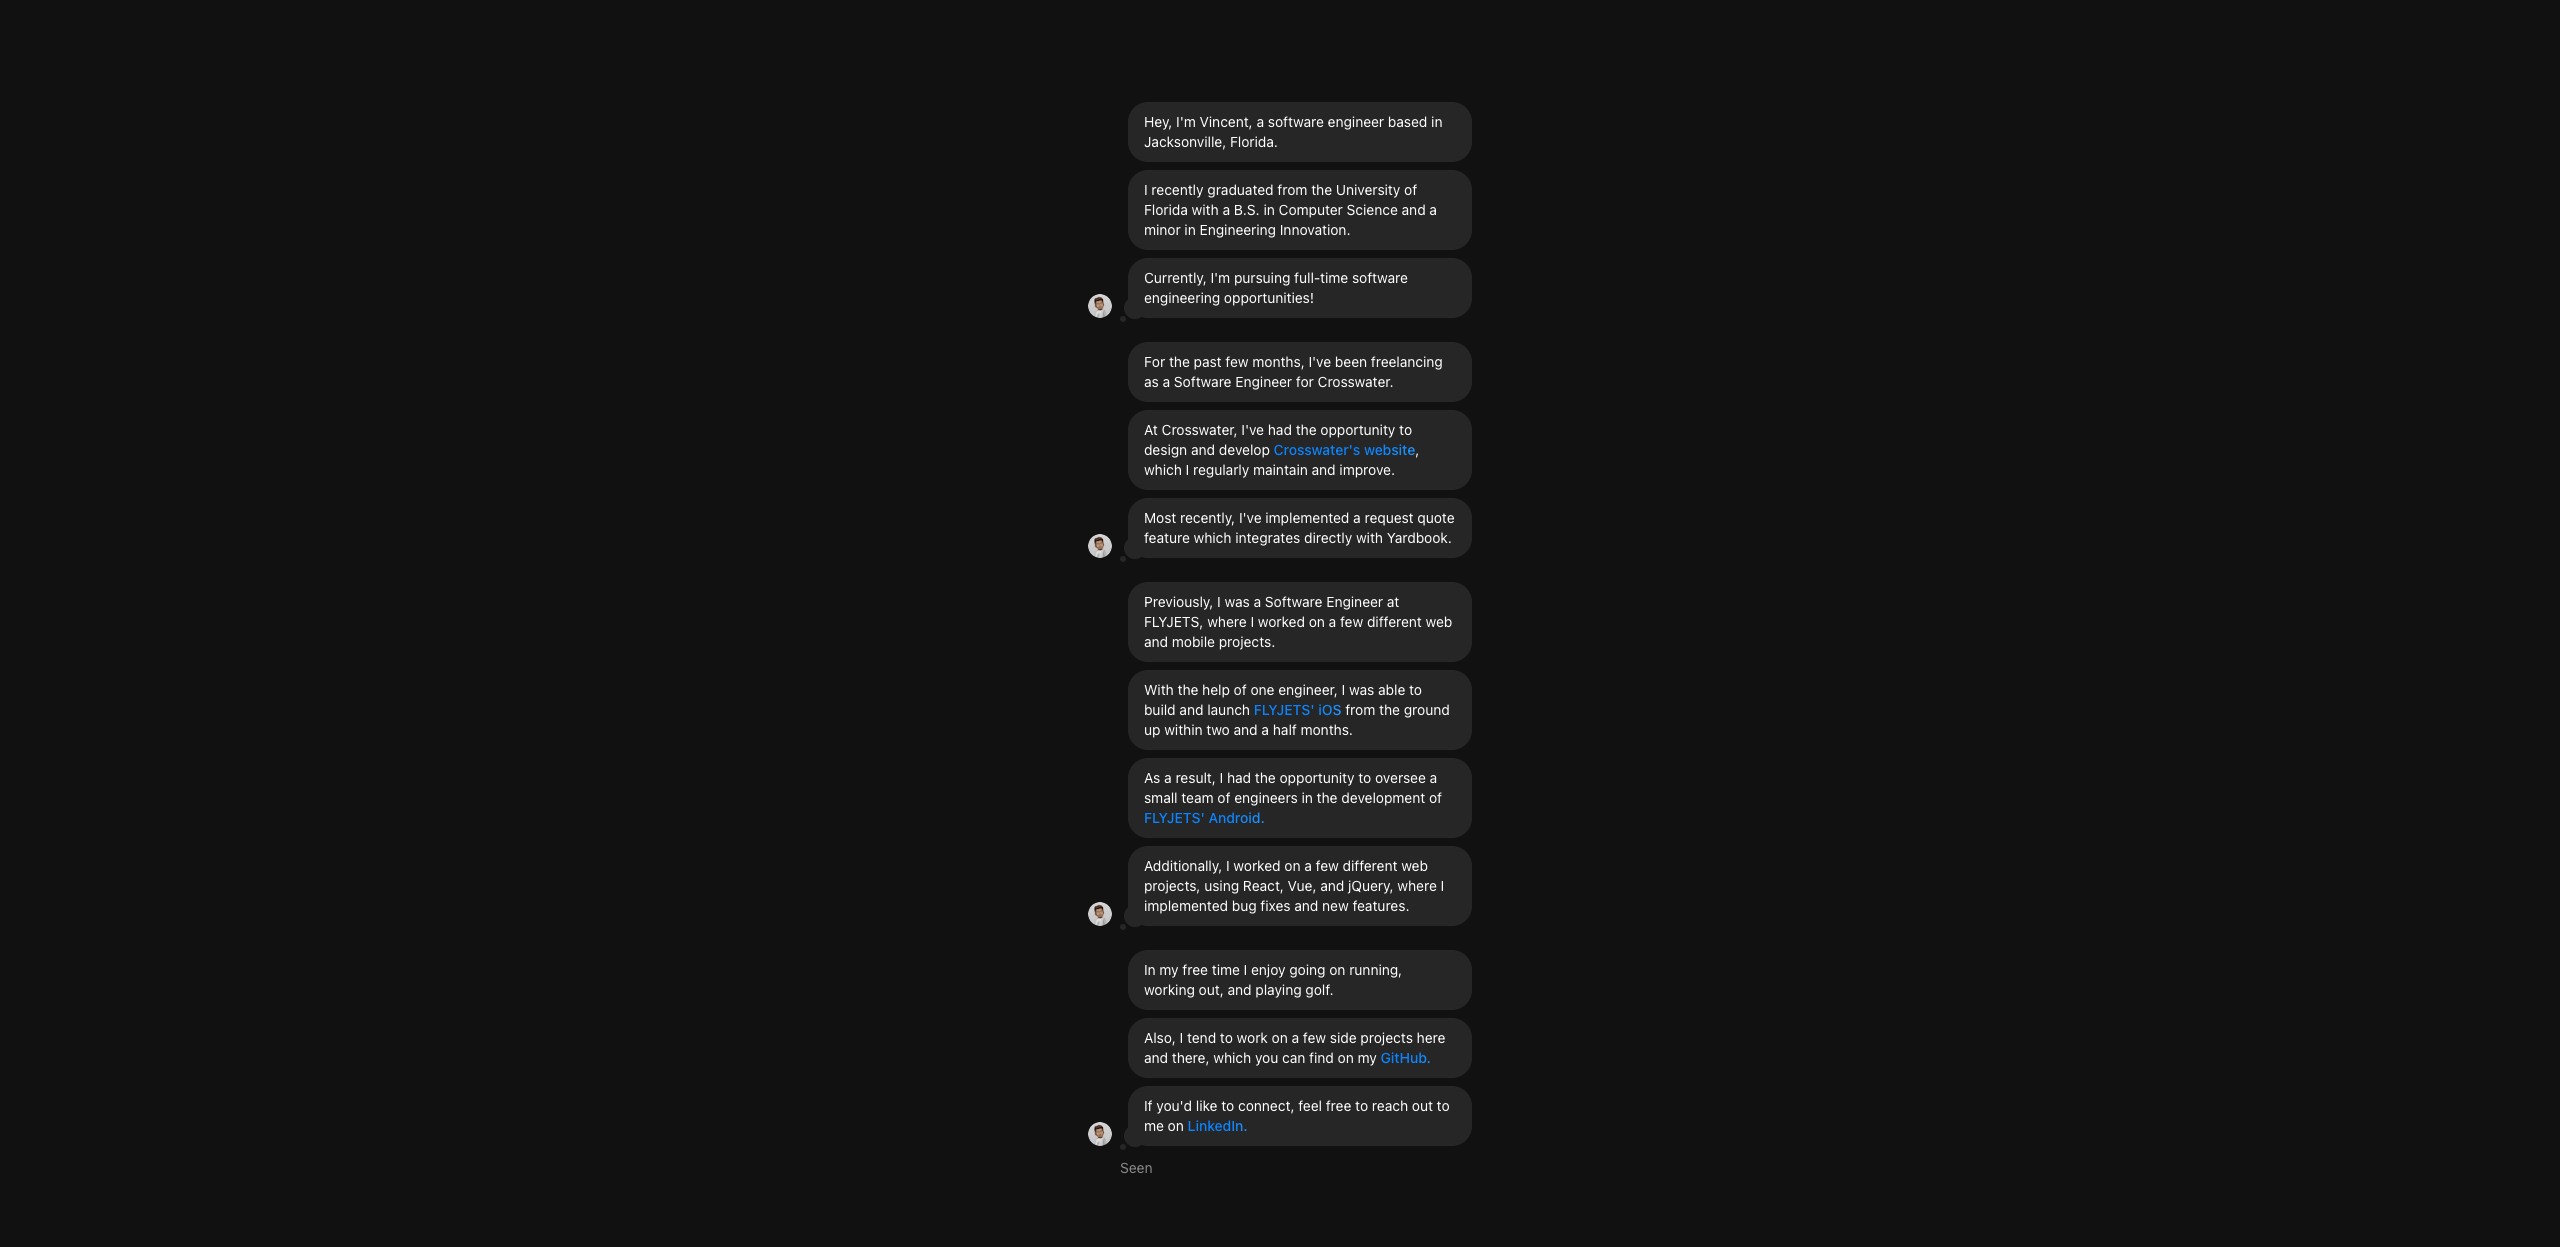 Hey, I'm Vincent, a software engineer based in
Jacksonville, Florida.
I recently graduated from the University of
Florida with a B.S. in Computer Science and a
minor in Engineering Innovation.
Currently, I'm pursuing full-time software
engineering opportunities!
For the past few months, I've been freelancing
as a Software Engineer for Crosswater.
At Crosswater, I've had the opportunity to
design and develop Crosswater's website,
which I regularly maintain and improve.
Most recently, I've implemented a request quote
feature which integrates directly with Yardbook.
Previously, I was a Software Engineer at
FLYJETS, where I worked on a few different web
and mobile projects.
With the help of one engineer, I was able to
build and launch FLYJETS' iOS from the ground
up within two and a half months.
As a result, I had the opportunity to oversee a
small team of engineers in the development of
FLYJETS' Android.
Additionally, I worked on a few different web
projects, using React, Vue, and jQuery, where I
implemented bug fixes and new features.
In my free time I enjoy going on running,
working out, and playing golf.
Also, I tend to work on a few side projects here
and there, which you can find on my GitHub.
If you'd like to connect, feel free to reach out to
me on LinkedIn.
Seen